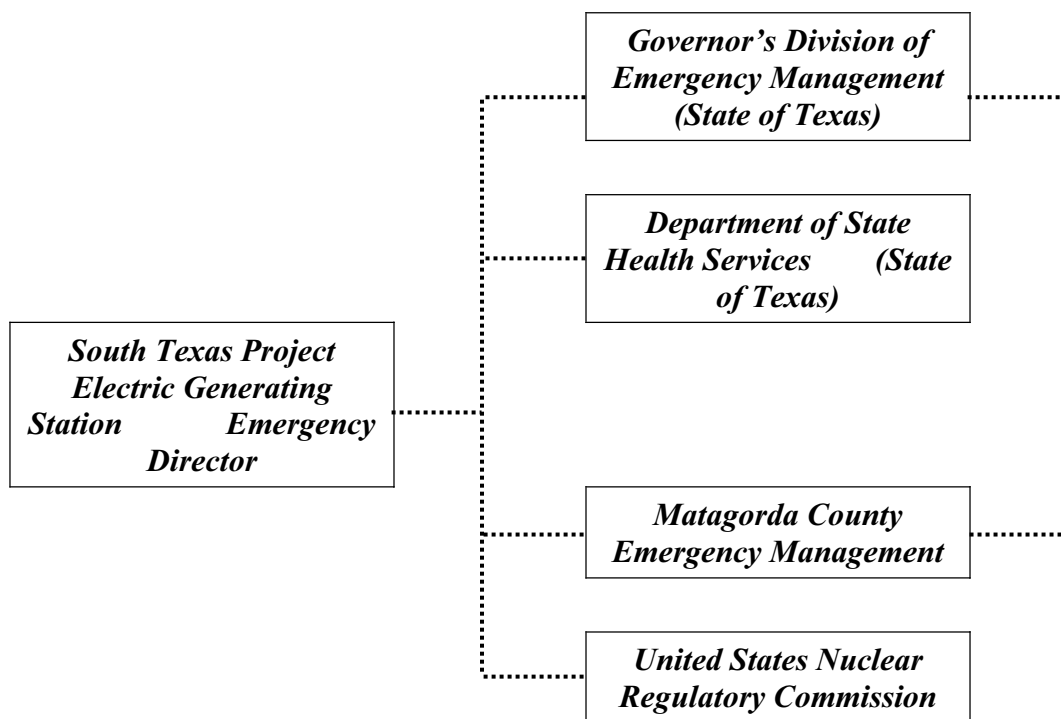 Governor’s Division of
Emergency Management
(State of Texas)
Department of State
Health Services (State
of Texas)
South Texas Project
Electric Generating
Station Emergency
Director
Matagorda County
Emergency Management
United States Nuclear
Regulatory Commission